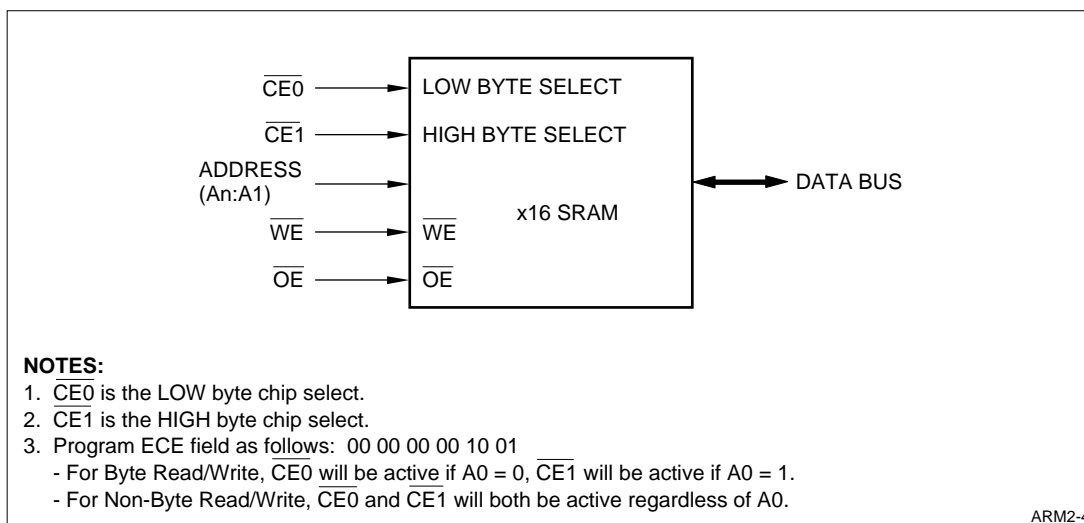 CE0
LOW BYTE SELECT
CE1
HIGH BYTE SELECT
ADDRESS
(An:A1)
DATA BUS
x16 SRAM
WE
WE
OE
OE
NOTES:
1. CE0 is the LOW byte chip select.
2. CE1 is the HIGH byte chip select.
3. Program ECE field as follows: 00 00 00 00 10 01
- For Byte Read/Write, CE0 will be active if A0 = 0, CE1 will be active if A0 = 1.
- For Non-Byte Read/Write, CE0 and CE1 will both be active regardless of A0.